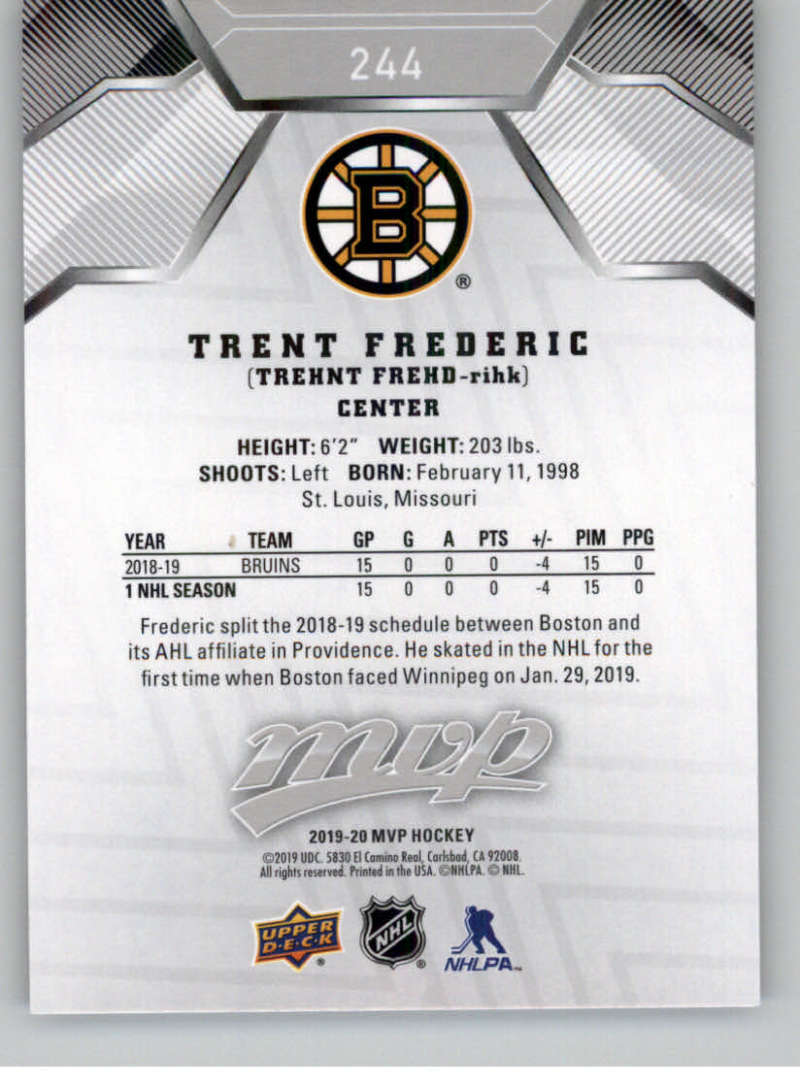 244
B
®
TRENT FREDERIC
(TREHNT FREHD-rihk)
CENTER
HEIGHT: 6'2" WEIGHT: 203 lbs.
SHOOTS: Left BORN: February 11, 1998
St. Louis, Missouri
YEAR TEAM GP G A PTS +/- PIM PPG
2018-19 BRUINS 15 0 0 0 -4 15 0
1 NHL SEASON 15 0 0 0 -4 15 0
Frederic split the 2018-19 schedule between Boston and
its AHL affiliate in Providence. He skated in the NHL for the
first time when Boston faced Winnipeg on Jan. 29, 2019.
mvp
2019-20 MVP HOCKEY
©2019 UDC. 5830 El Camino Real, Carlsbad, CA 92008.
All rights reserved. Printed in the USA. ©NHLPA. © NHL.
UPPER
D·E·C·K ®
NHL ®
NHLPA™